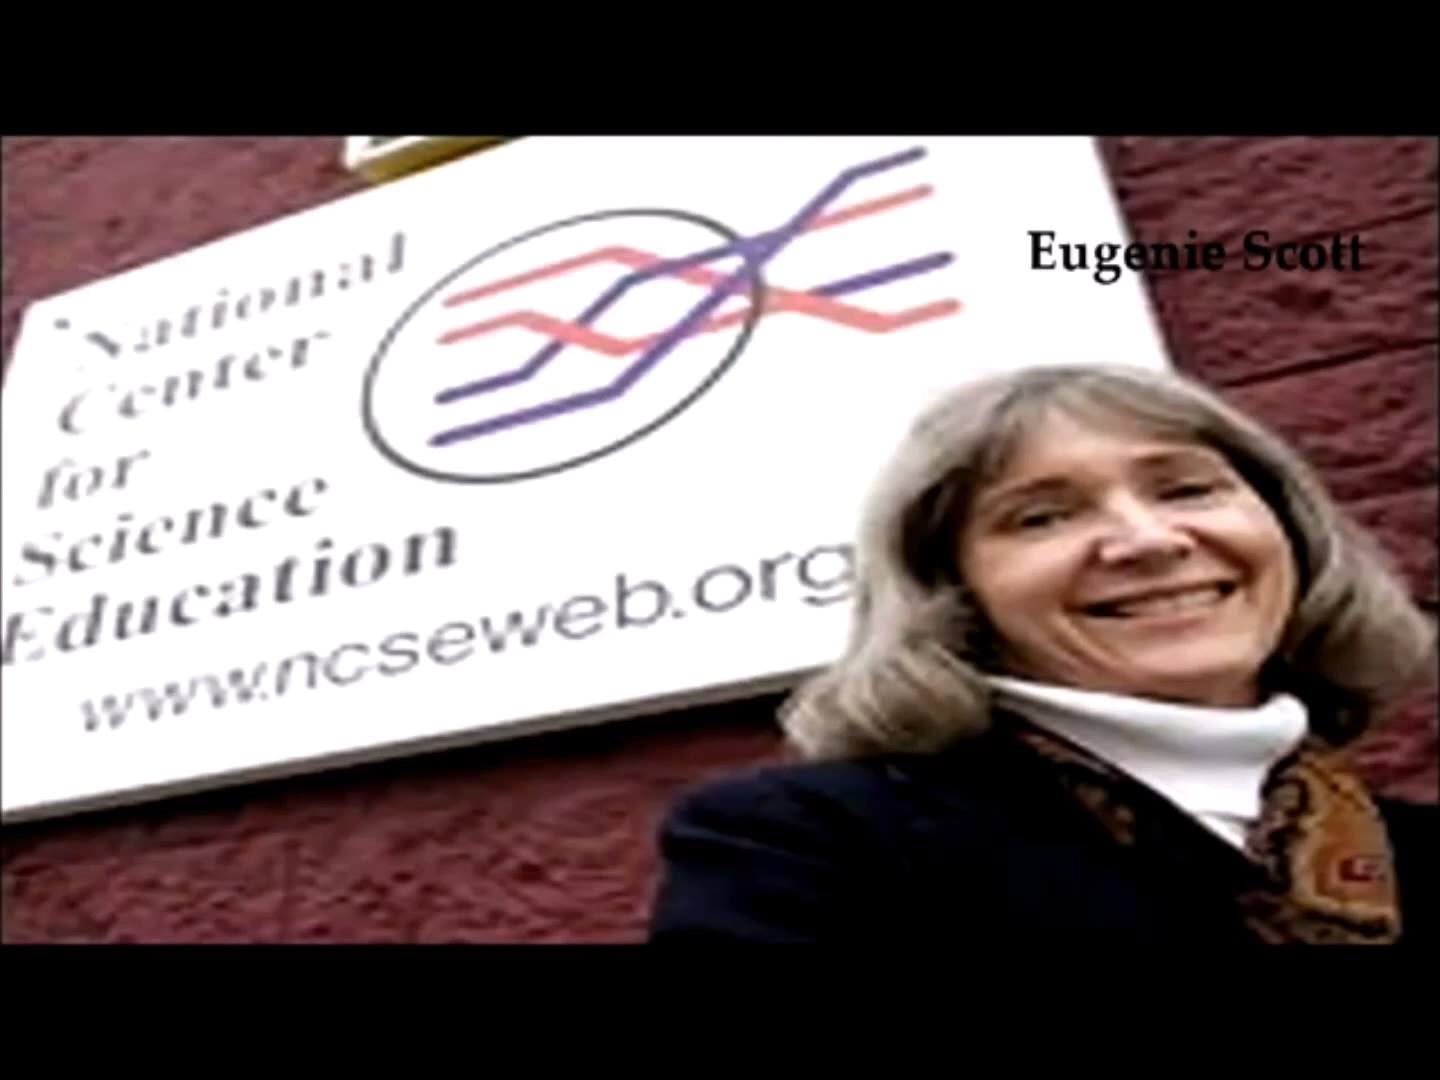 National
Center
for
Science
Education
www.ncseweb.org
Eugenie Scott